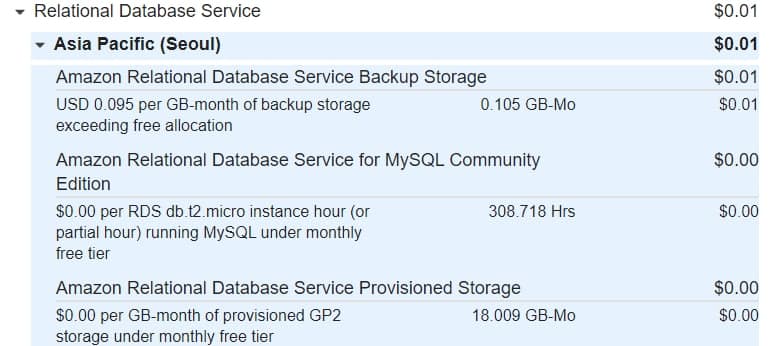 Relational Database Service $0.01
Asia Pacific (Seoul) $0.01
Amazon Relational Database Service Backup Storage $0.01
USD 0.095 per GB-month of backup storage 0.105 GB-Mo $0.01
exceeding free allocation
Amazon Relational Database Service for MySQL Community $0.00
Edition
$0.00 per RDS db.t2.micro instance hour (or 308.718 Hrs $0.00
partial hour) running MySQL under monthly
free tier
Amazon Relational Database Service Provisioned Storage $0.00
$0.00 per GB-month of provisioned GP2 18.009 GB-Mo $0.00
storage under monthly free tier